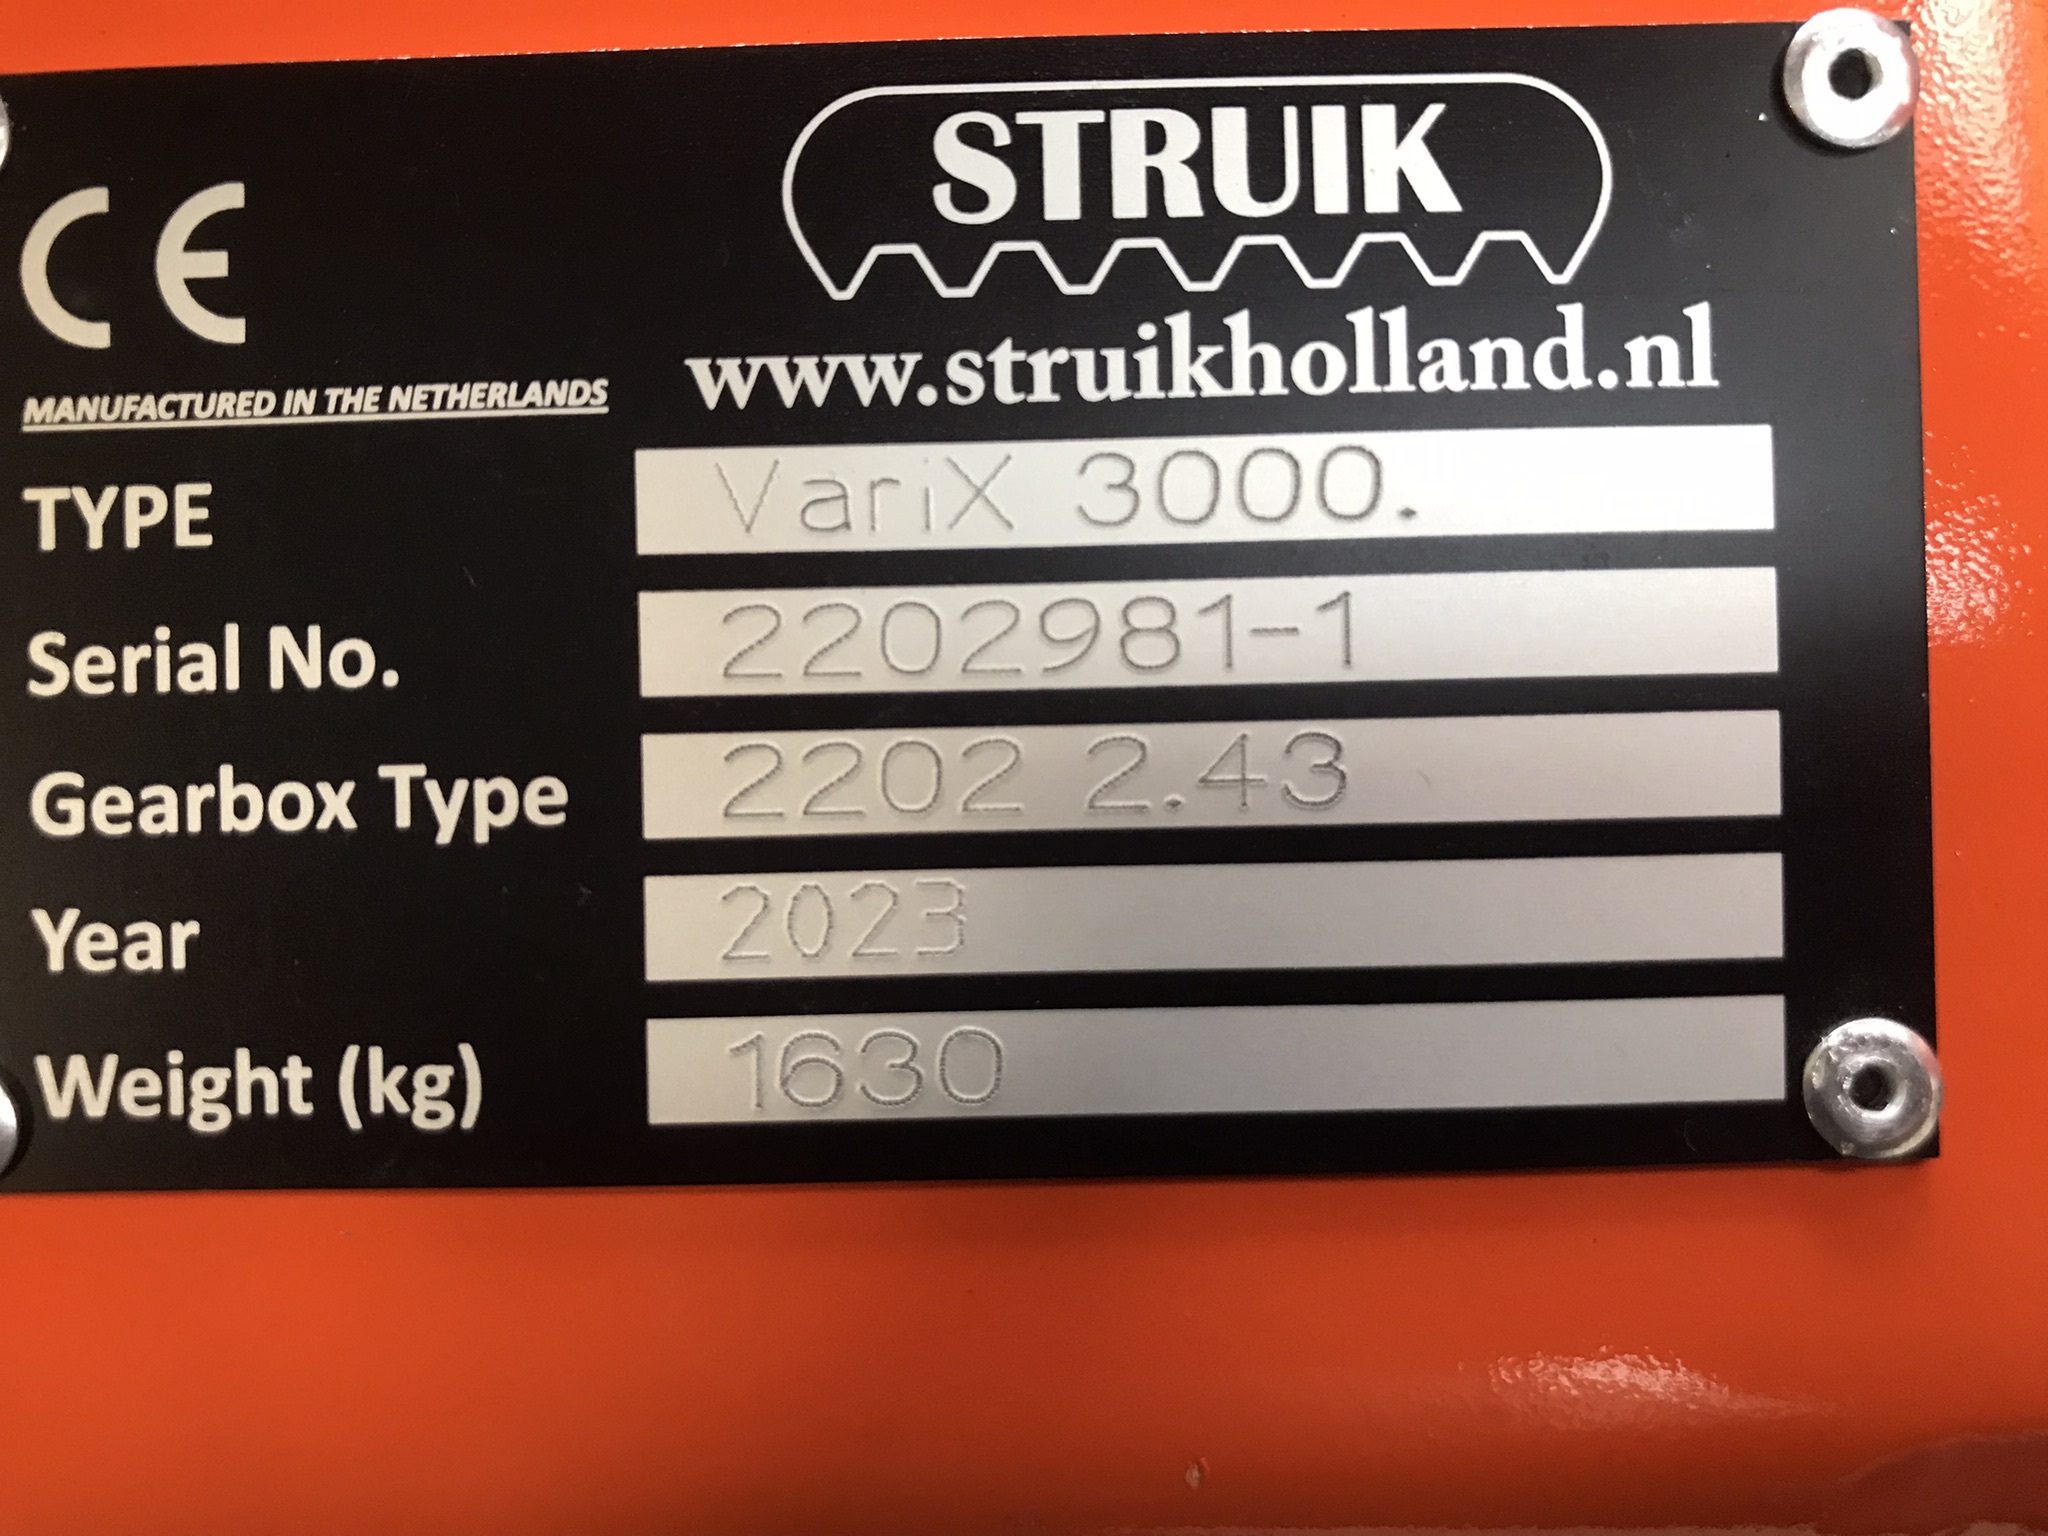 CE
STRUIK
www.struikholland.nl
MANUFACTURED IN THE NETHERLANDS
TYPE VariX 3000.
Serial No. 2202981-1
Gearbox Type 2202 2.43
Year 2023
Weight (kg) 1630